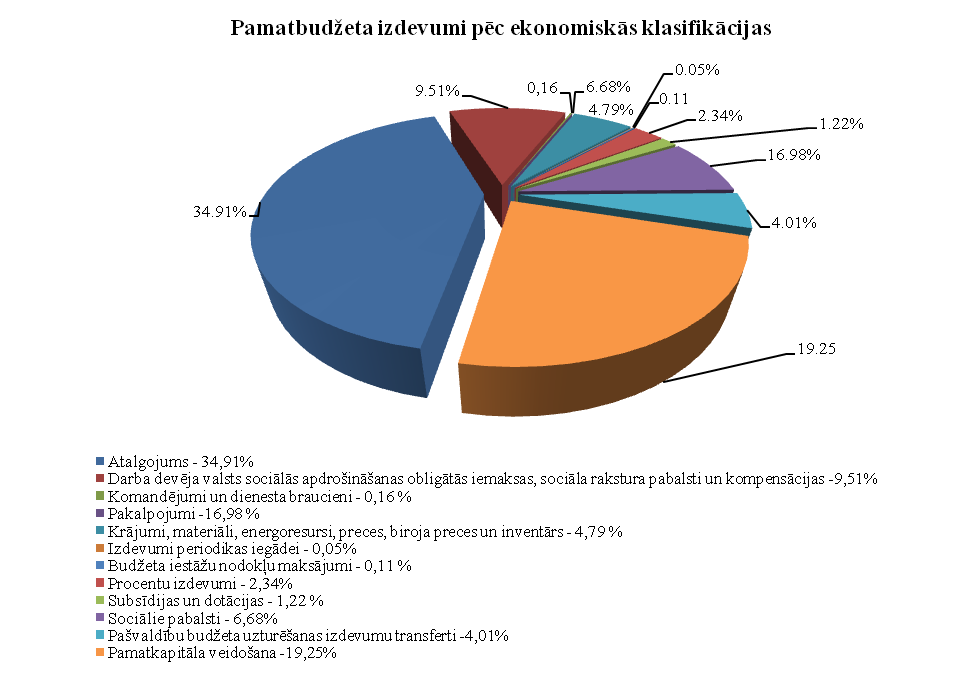 Pamatbudžeta izdevumi pēc ekonomiskās klasifikācijas
0.05%
6.68%
0,16
9.51%
0.11
4.79%
2.34%
1.22%
16.98%
34.91%
4.01%
19.25
Atalgojums - 34,91%
Darba devēja valsts sociālās apdrošināšanas obligātās iemaksas, sociāla rakstura pabalsti un kompensācijas -9,51%
Komandējumi un dienesta braucieni - 0,16 %
Pakalpojumi -16,98 %
Krājumi, materiāli, energoresursi, preces, biroja preces un inventārs - 4,79 %
Izdevumi periodikas iegādei - 0,05%
Budžeta iestāžu nodokļu maksājumi - 0,11 %
Procentu izdevumi - 2,34%
Subsīdijas un dotācijas - 1,22 %
Sociālie pabalsti - 6,68%
Pašvaldību budžeta uzturēšanas izdevumu transferti -4,01%
Pamatkapitāla veidošana -19,25%